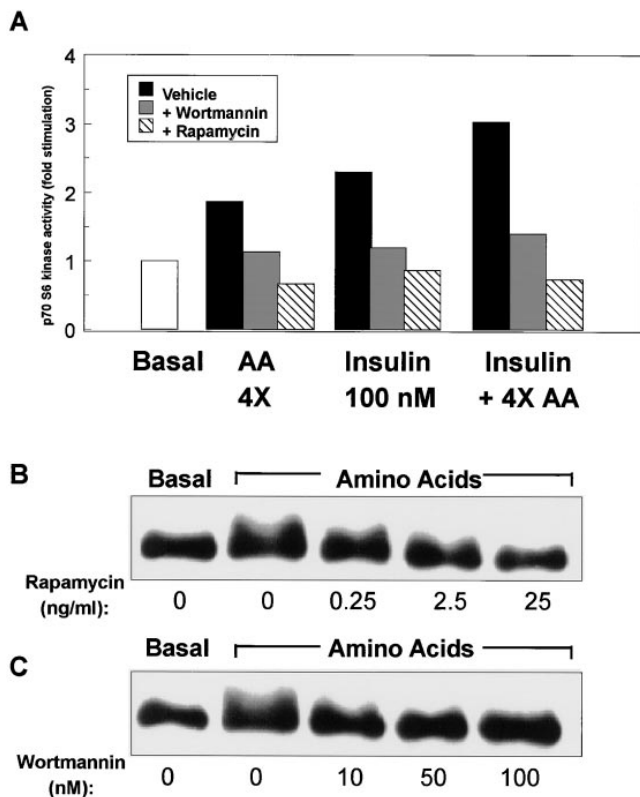 A
p70 S6 kinase activity (fold stimulation)
4
3
2
1
0
Vehicle
+ Wortmannin
+ Rapamycin
Basal AA Insulin Insulin
4X 100 nM + 4X AA
B
Basal Amino Acids
Rapamycin
(ng/ml): 0 0 0.25 2.5 25
Basal Amino Acids
C
Wortmannin
(nM): 0 0 10 50 100